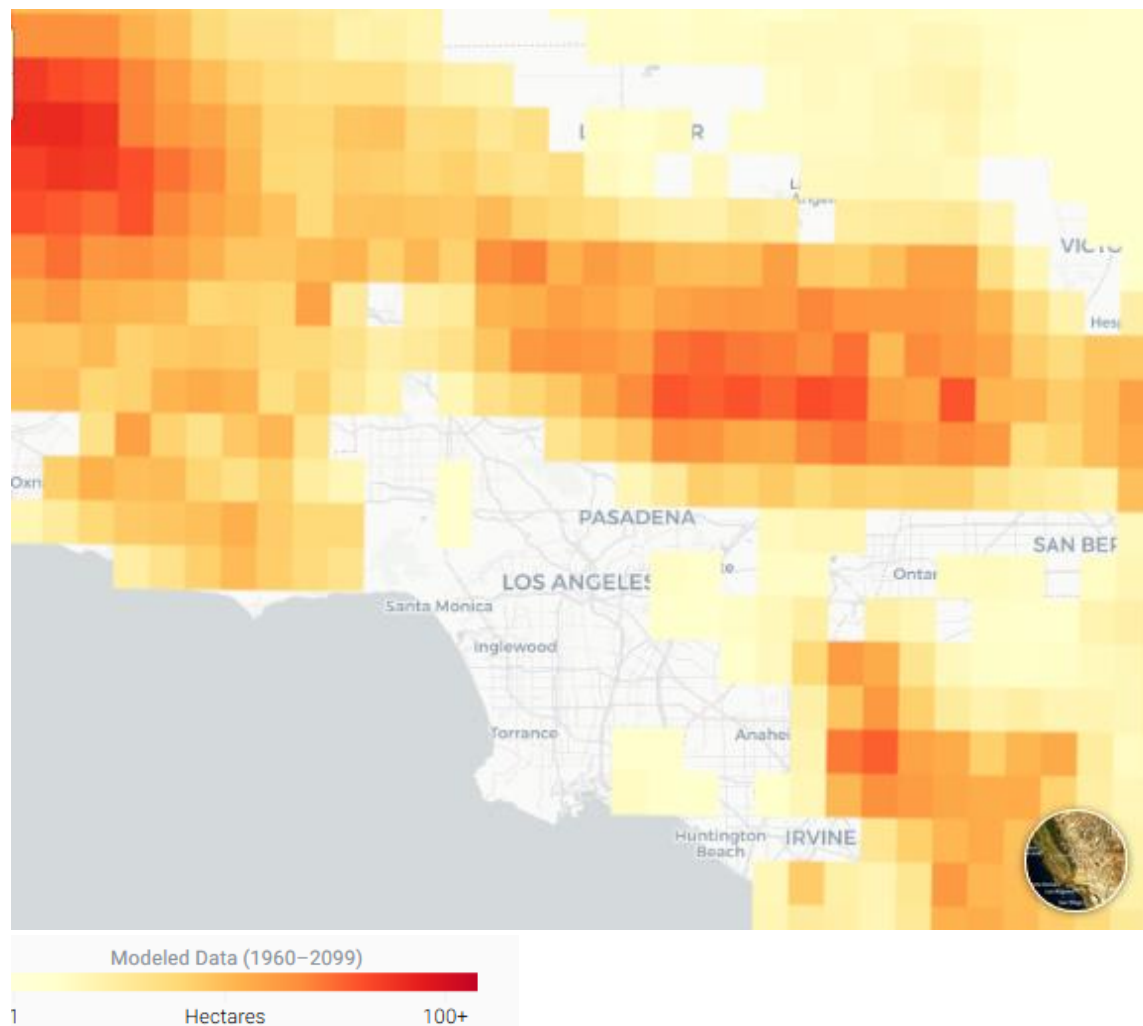 L R
L
Angel
VICTO
Hes
Oxn
PASADENA
SAN BER
LOS ANGELES
Ontar
Santa Monica
Inglewood
Torrance
Anahei
Huntington
Beach
IRVINE
Modeled Data (1960–2099)
1 Hectares 100+